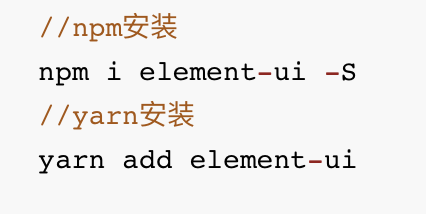 //npm安装
npm i element-ui -S
//yarn安装
yarn add element-ui